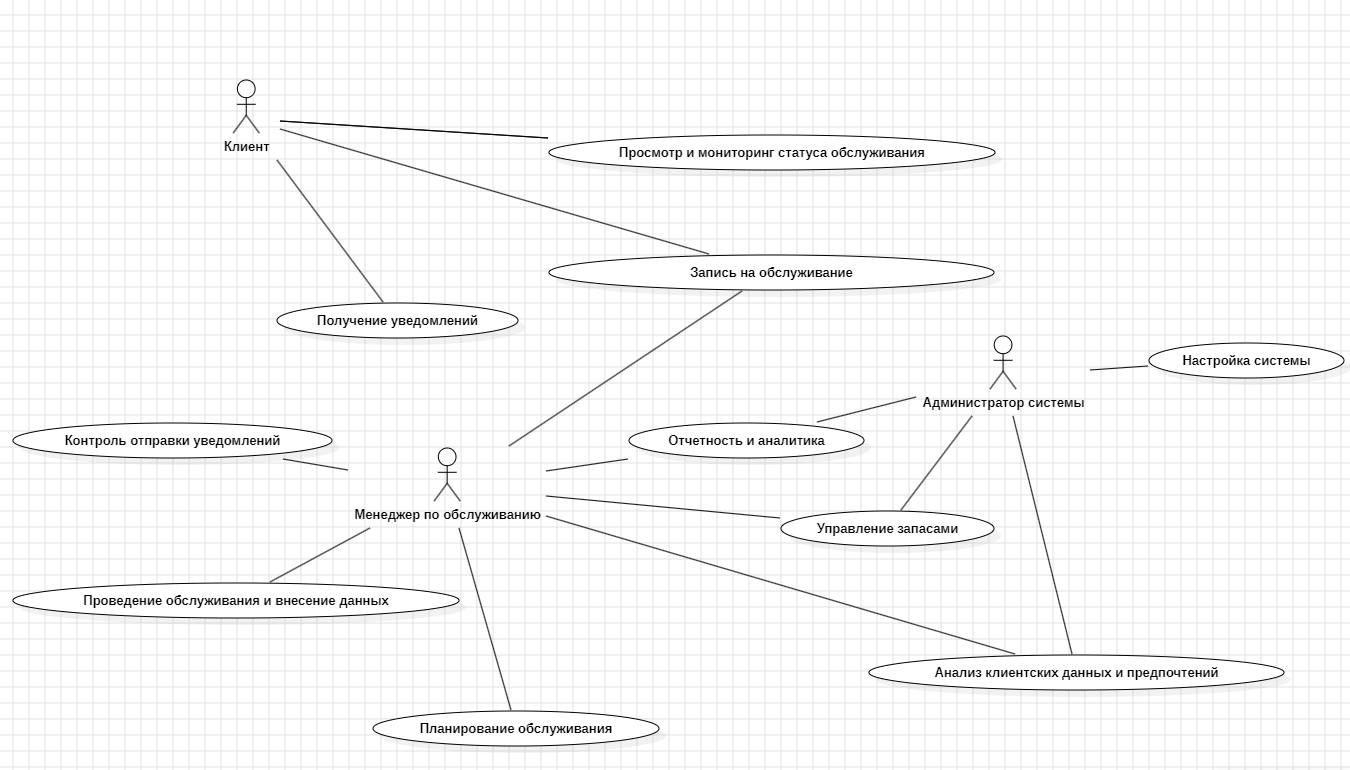 Клиент
Просмотр и мониторинг статуса обслуживания
Запись на обслуживание
Получение уведомлений
Настройка системы
Администратор системы
Контроль отправки уведомлений
Отчетность и аналитика
Менеджер по обслуживанию
Управление запасами
Проведение обслуживания и внесение данных
Анализ клиентских данных и предпочтений
Планирование обслуживания